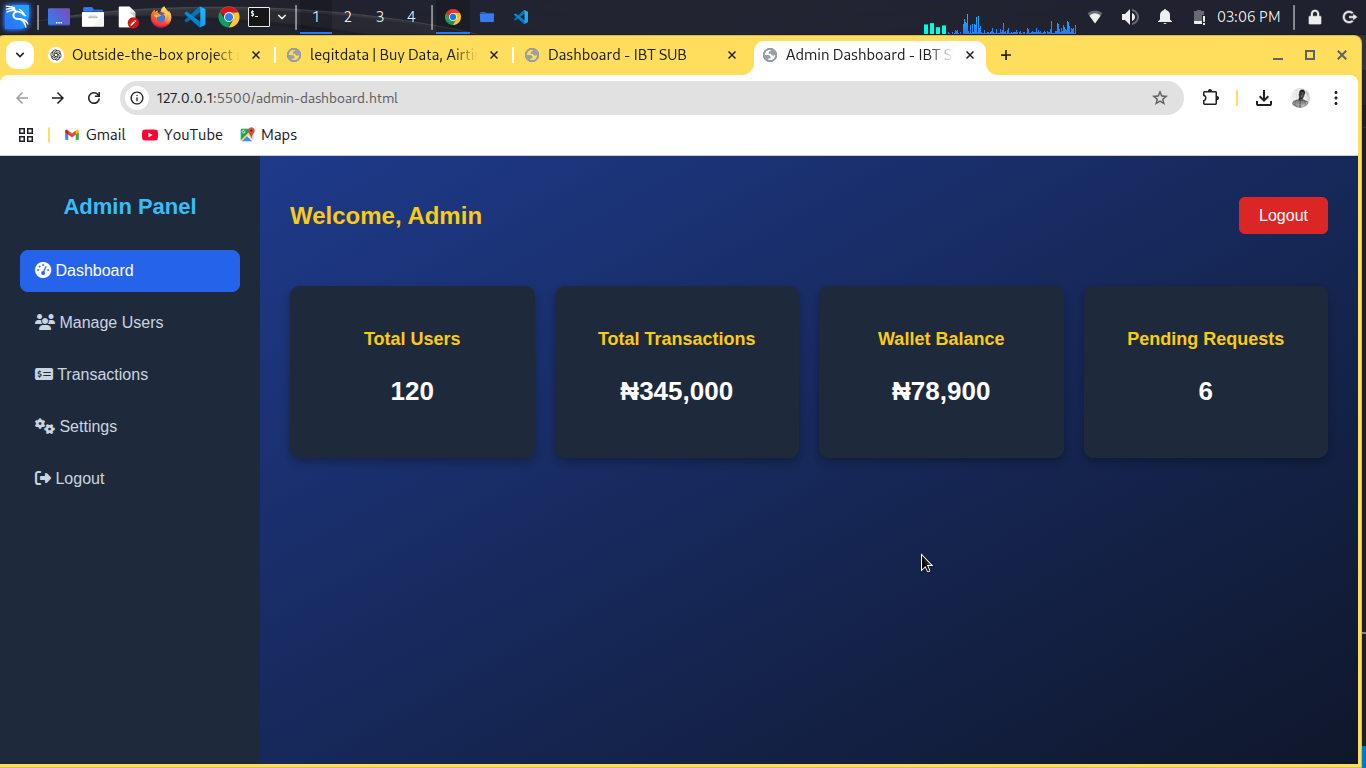 1 2 3 4 03:06 PM
Outside-the-box project
legitdata | Buy Data, Airti
Dashboard - IBT SUB
Admin Dashboard - IBT S
127.0.0.1:5500/admin-dashboard.html
Gmail YouTube Maps
Admin Panel
Dashboard
Manage Users
Transactions
Settings
Logout
Welcome, Admin
Logout
Total Users
120
Total Transactions
₦345,000
Wallet Balance
₦78,900
Pending Requests
6